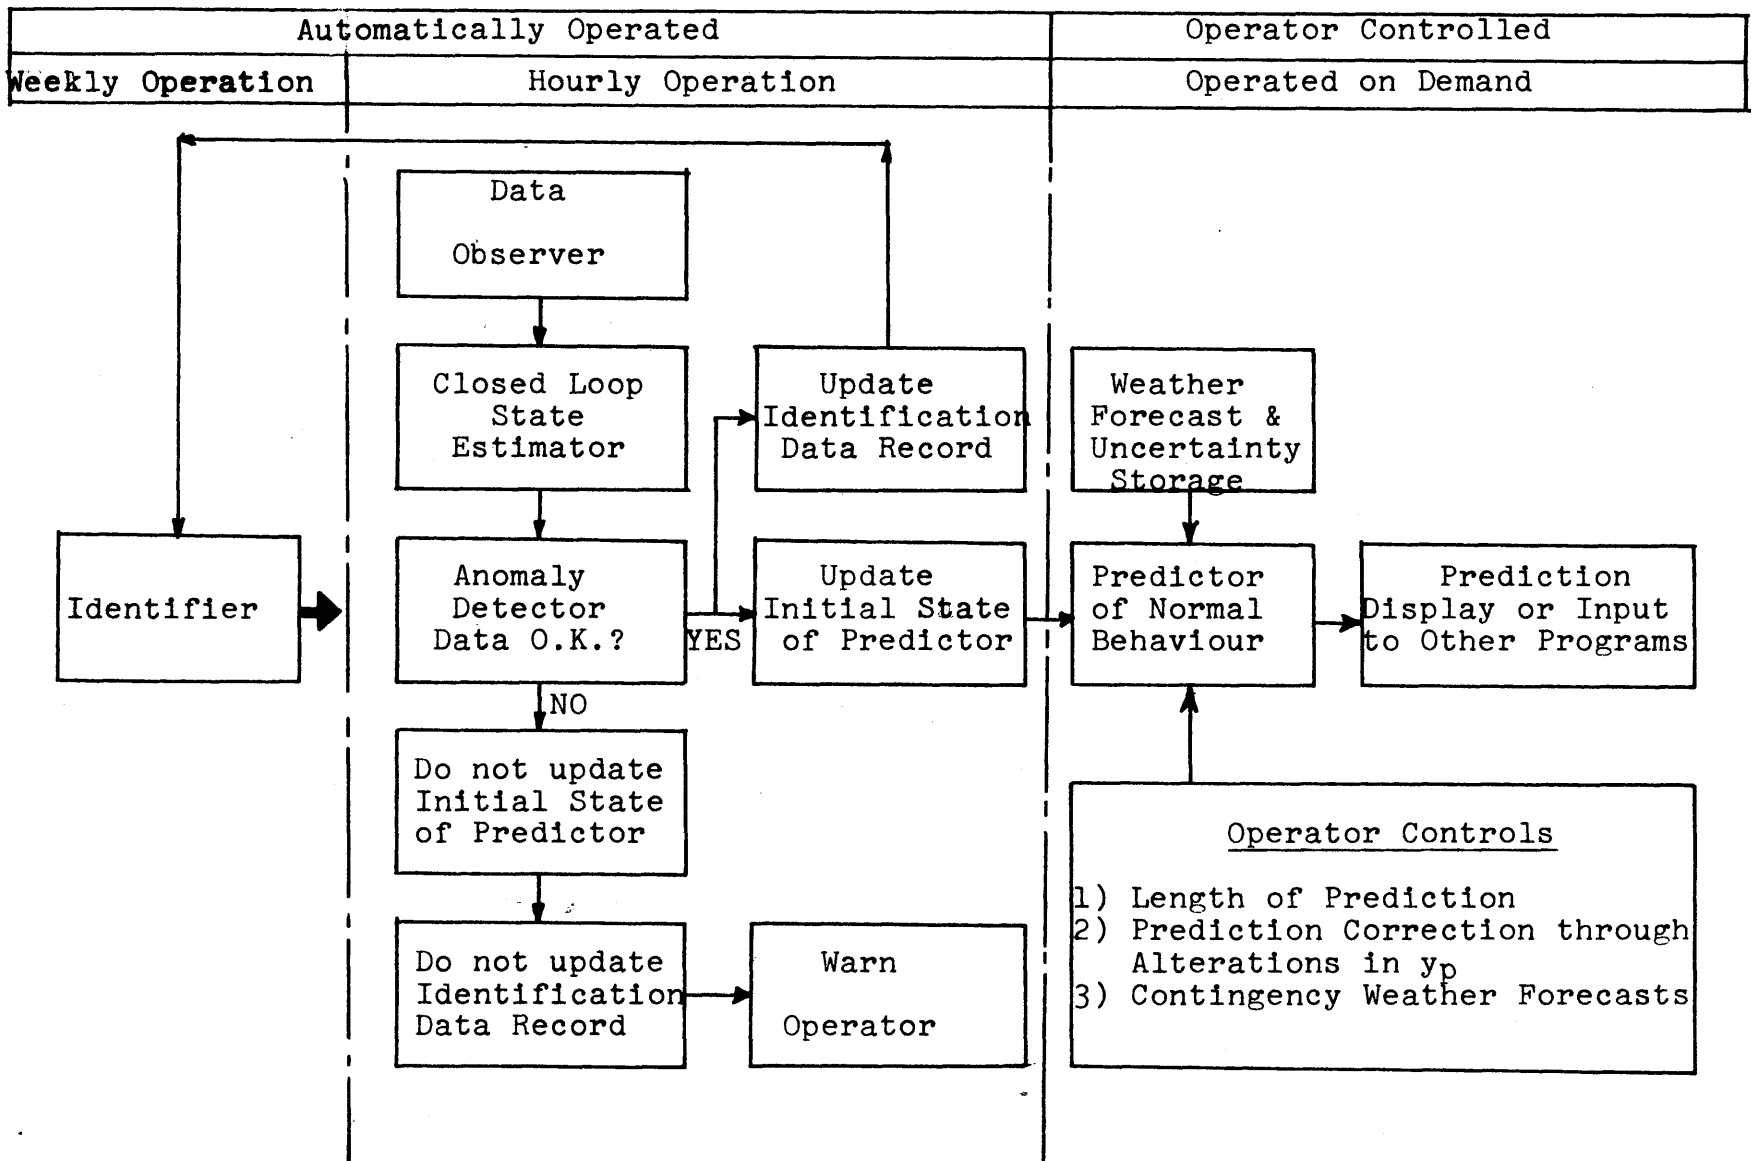 Automatically Operated
Operator Controlled
Weekly Operation
Hourly Operation
Operated on Demand
Data
Observer
Closed Loop
State
Estimator
Update
Identification
Data Record
Weather
Forecast &
Uncertainty
Storage
Identifier
Anomaly
Detector
Data O.K.?
YES
NO
Update
Initial State
of Predictor
Predictor
of Normal
Behaviour
Prediction
Display or Input
to Other Programs
Do not update
Initial State
of Predictor
Do not update
Identification
Data Record
Warn
Operator
Operator Controls
1) Length of Prediction
2) Prediction Correction through
Alterations in yp
3) Contingency Weather Forecasts